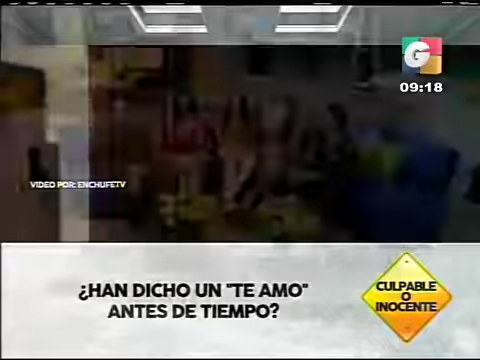 G
09:18
VIDEO POR: ENCHUFETV
¿HAN DICHO UN "TE AMO"
ANTES DE TIEMPO?
CULPABLE
O
INOCENTE